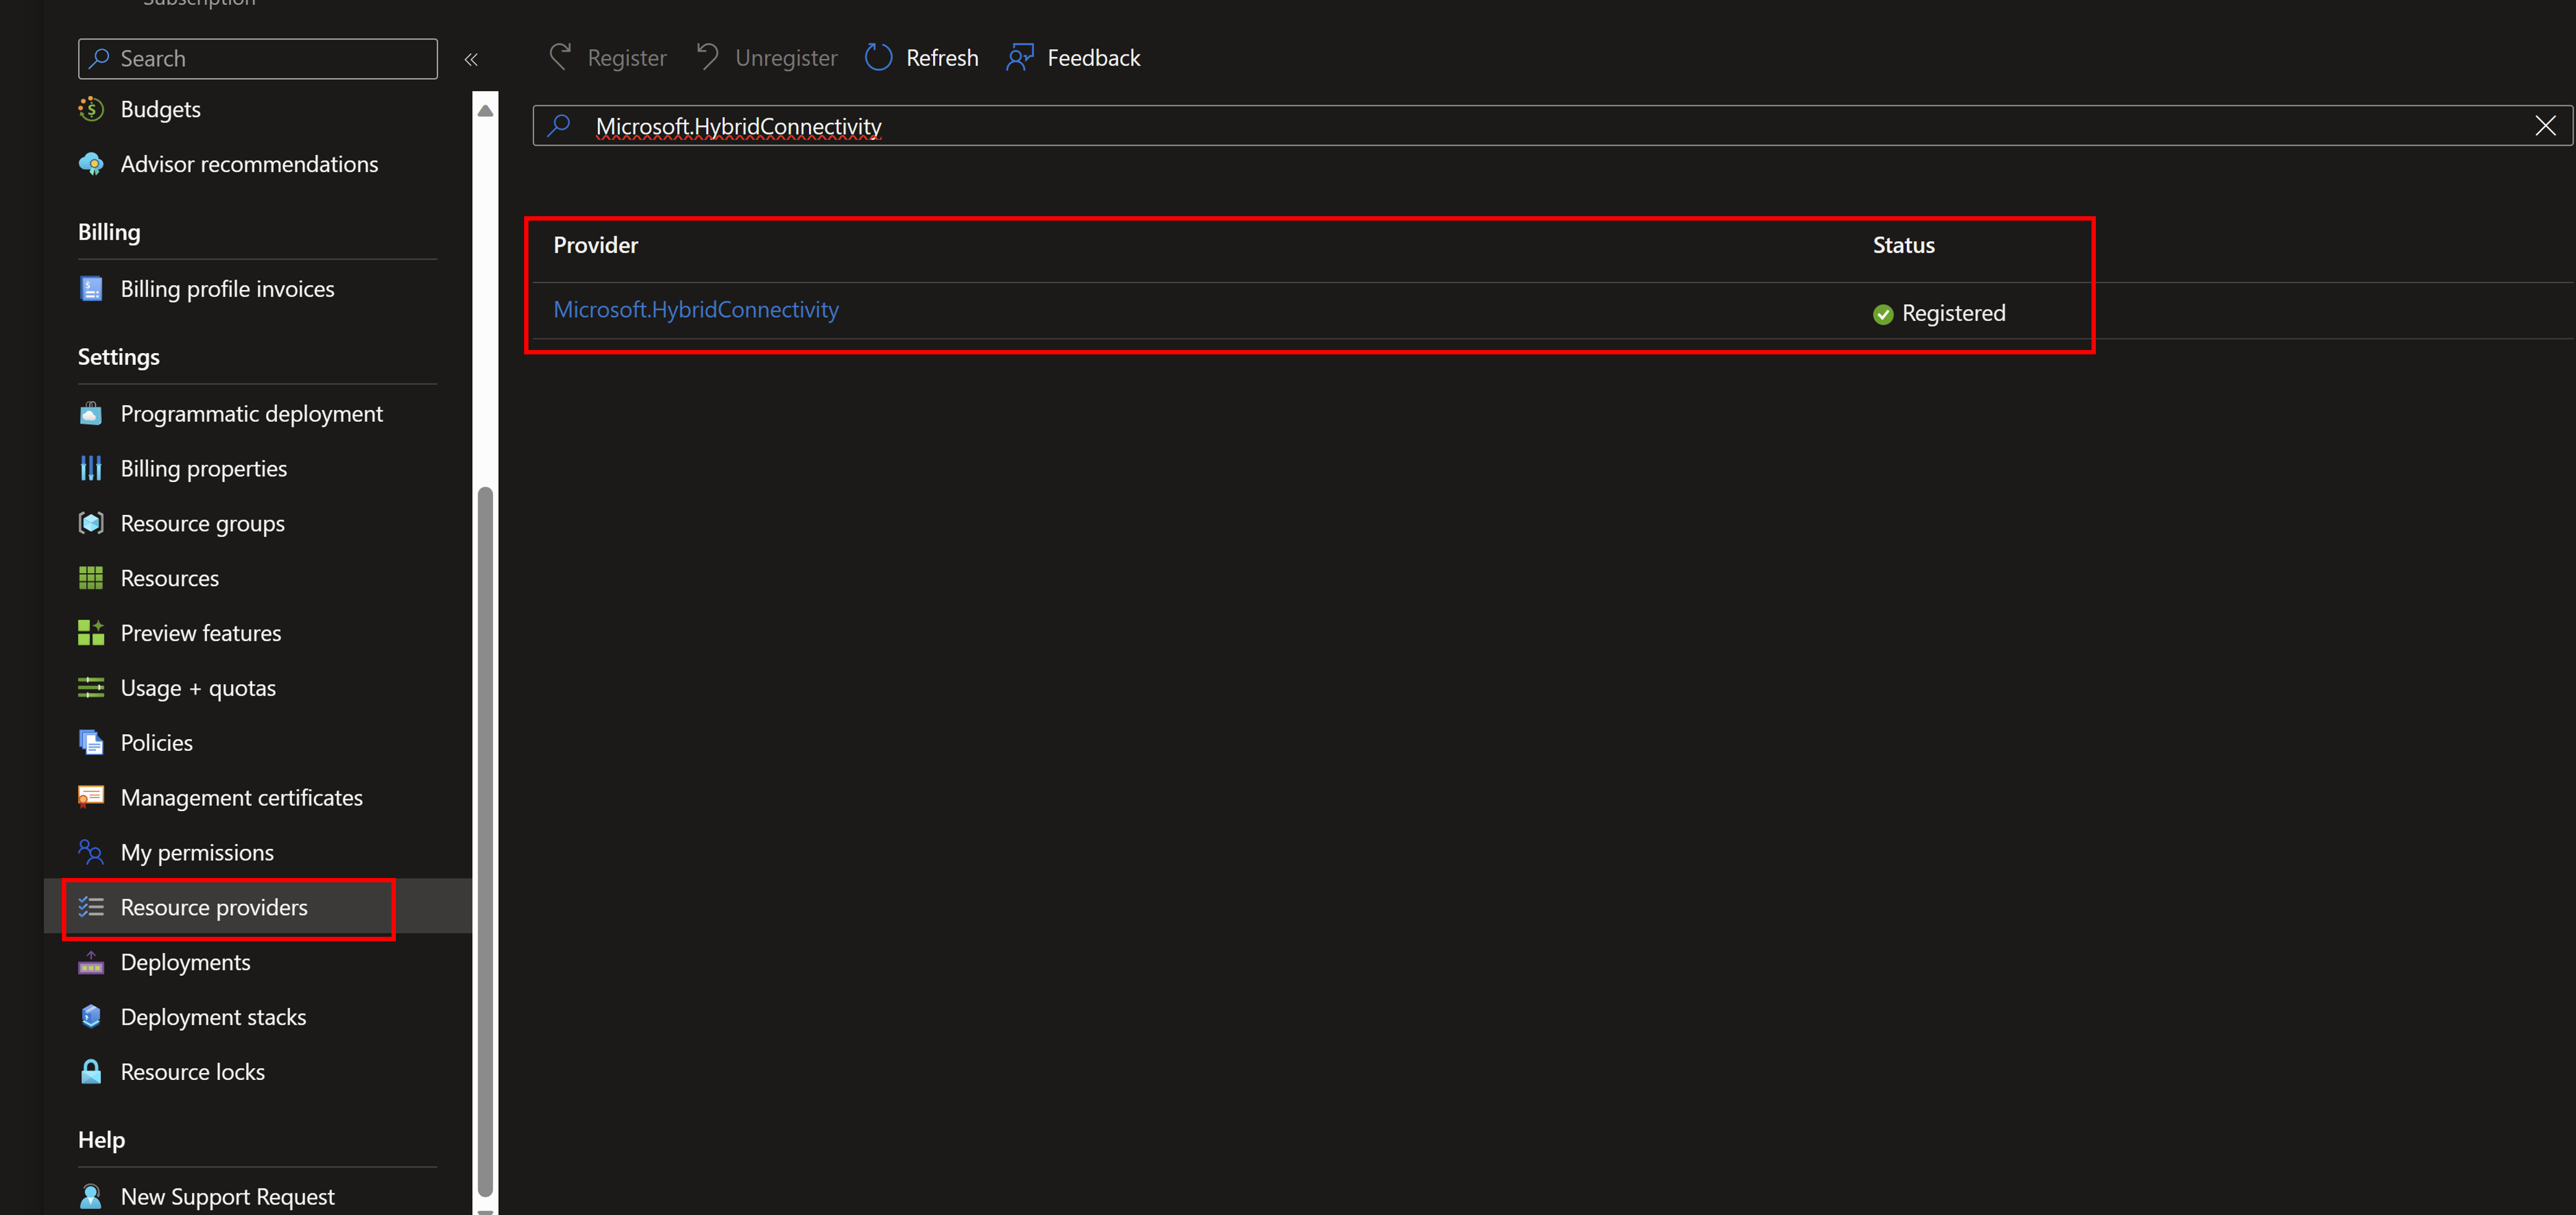 Subscription
Search
Register
Unregister
Refresh
Feedback
Budgets
Advisor recommendations
Billing
Billing profile invoices
Settings
Programmatic deployment
Billing properties
Resource groups
Resources
Preview features
Usage + quotas
Policies
Management certificates
My permissions
Resource providers
Deployments
Deployment stacks
Resource locks
Help
New Support Request
Microsoft.HybridConnectivity
Provider
Status
Microsoft.HybridConnectivity
Registered